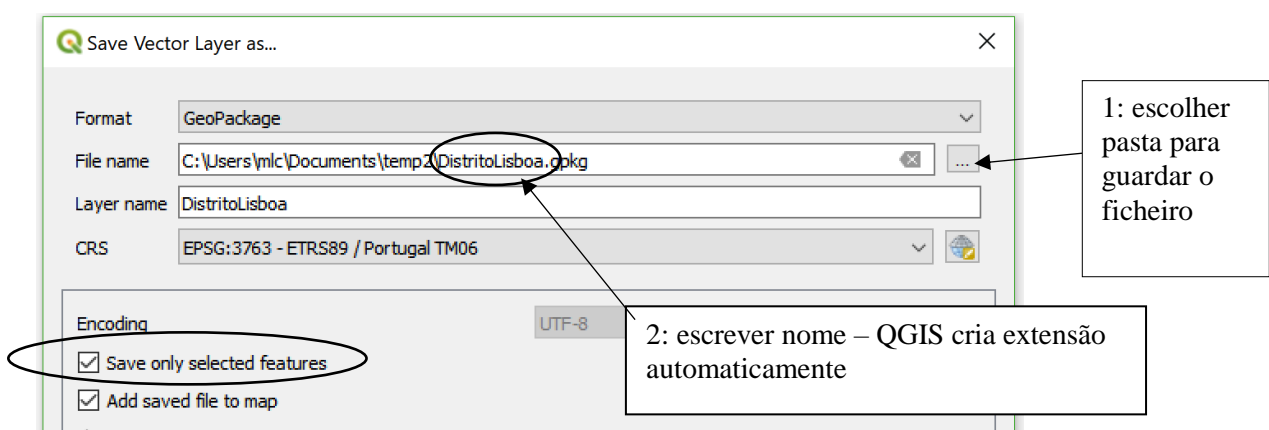 Save Vector Layer as...
Format GeoPackage
File name C:\Users\mlc\Documents\temp2\DistritoLisboa.gpkg ...
Layer name DistritoLisboa
CRS EPSG:3763 - ETRS89 / Portugal TM06
Encoding UTF-8
Save only selected features
Add saved file to map
1: escolher
pasta para
guardar o
ficheiro
2: escrever nome – QGIS cria extensão
automaticamente